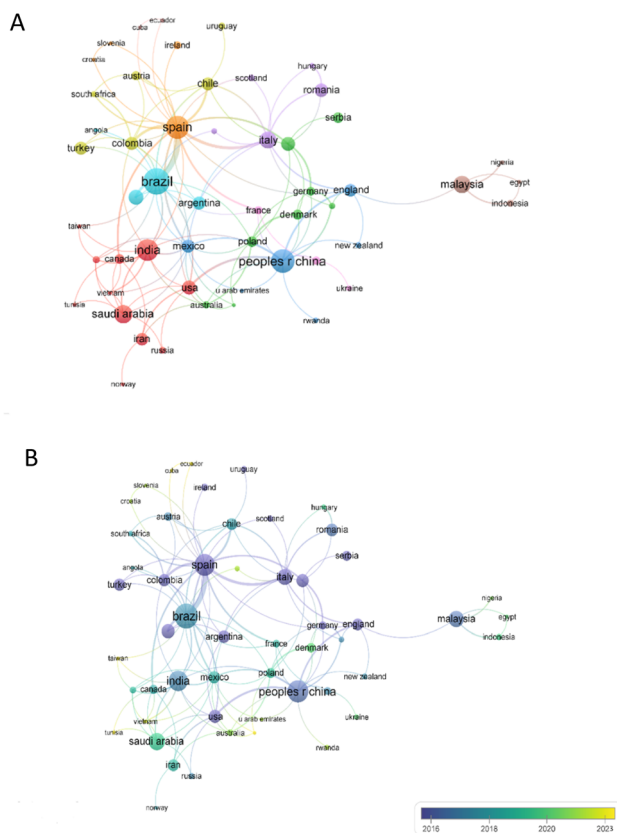 A
ecuador
cuba
uruguay
slovenia
ireland
croatia
hungary
austria
scotland
chile
romania
south africa
serbia
spain
angola
italy
turkey
colombia
brazil
nigeria
germany
england
malaysia
egypt
argentina
indonesia
france
denmark
taiwan
poland
mexico
new zealand
india
canada
peoples r china
usa
ukraine
vietnam
u arab emirates
tunisia
australia
saudi arabia
rwanda
iran
russia
norway
B
ecuador
cuba
uruguay
slovenia
ireland
croatia
hungary
austria
scotland
chile
romania
south africa
serbia
spain
angola
italy
turkey
colombia
nigeria
brazil
germany
england
malaysia
egypt
argentina
indonesia
france
denmark
taiwan
poland
mexico
new zealand
india
canada
peoples r china
usa
ukraine
vietnam
u arab emirates
tunisia
australia
saudi arabia
rwanda
iran
russia
norway
2016 2018 2020 2023